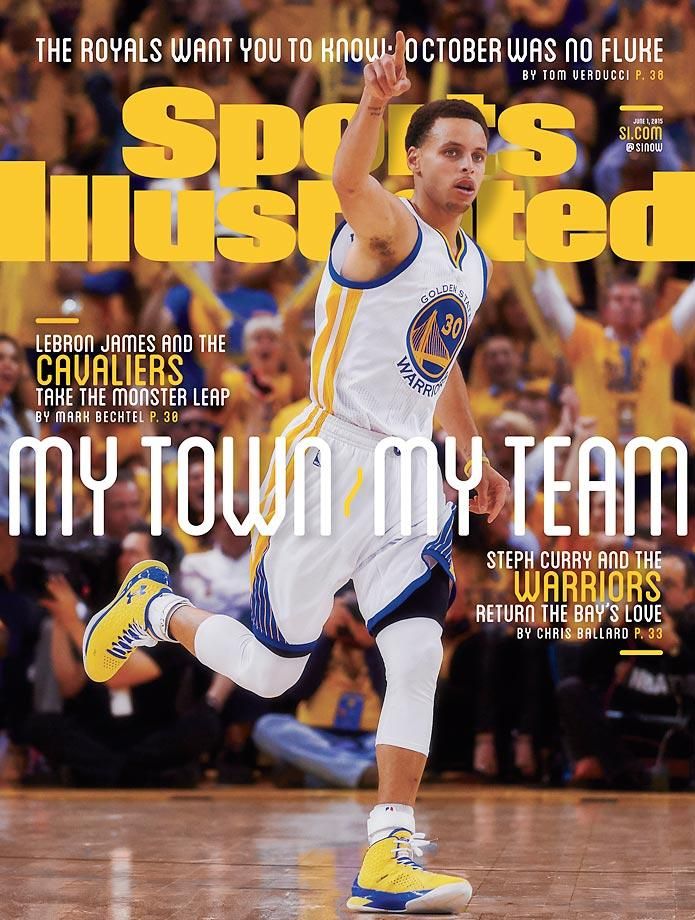 THE ROYALS WANT YOU TO KNOW: OCTOBER WAS NO FLUKE
BY TOM VERDUCCI P. 38
Sports
Illustrated
JUNE 1, 2015
SI.COM
@SINOW
GOLDEN STATE
30
WARRIORS
LEBRON JAMES AND THE
CAVALIERS
TAKE THE MONSTER LEAP
BY MARK BECHTEL P. 30
MY TOWN / MY TEAM
STEPH CURRY AND THE
WARRIORS
RETURN THE BAY'S LOVE
BY CHRIS BALLARD P. 33